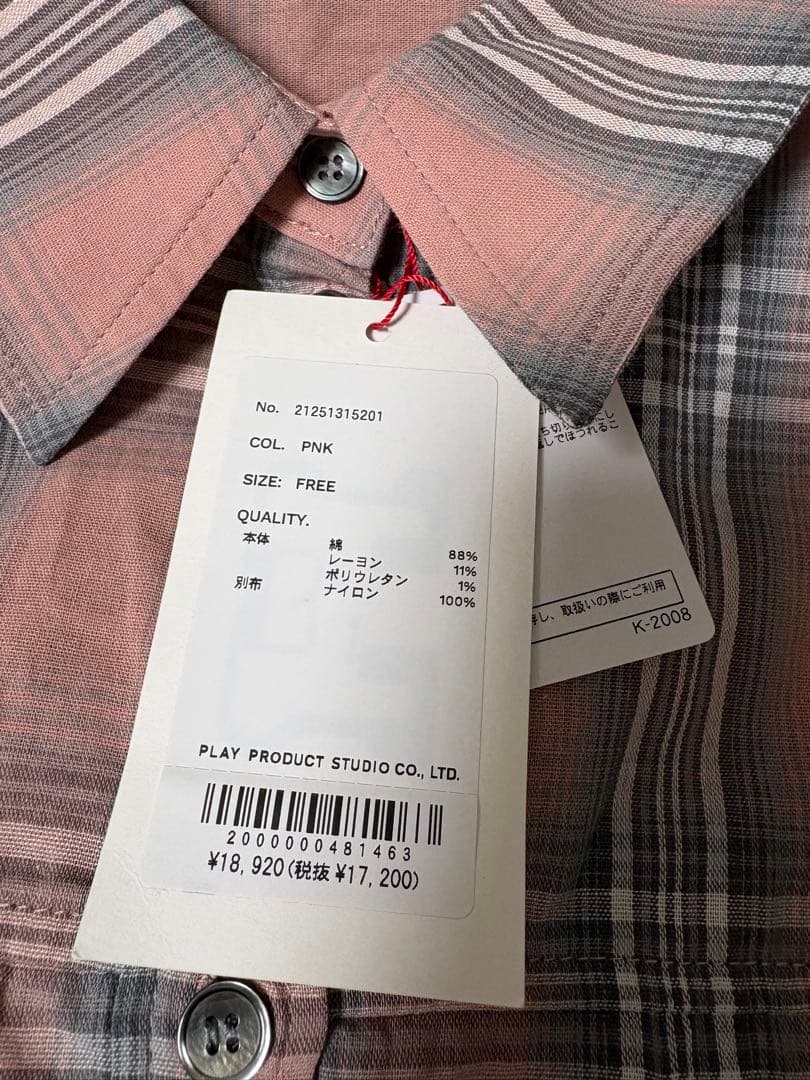 No. 21251315201
COL. PNK
SIZE: FREE
QUALITY.
本体 綿 88%
レーヨン 11%
ポリウレタン 1%
別布 ナイロン 100%
PLAY PRODUCT STUDIO CO., LTD.
2000000481463
¥18,920(税抜¥17,200)
し、取扱いの際にご利用
K-2008